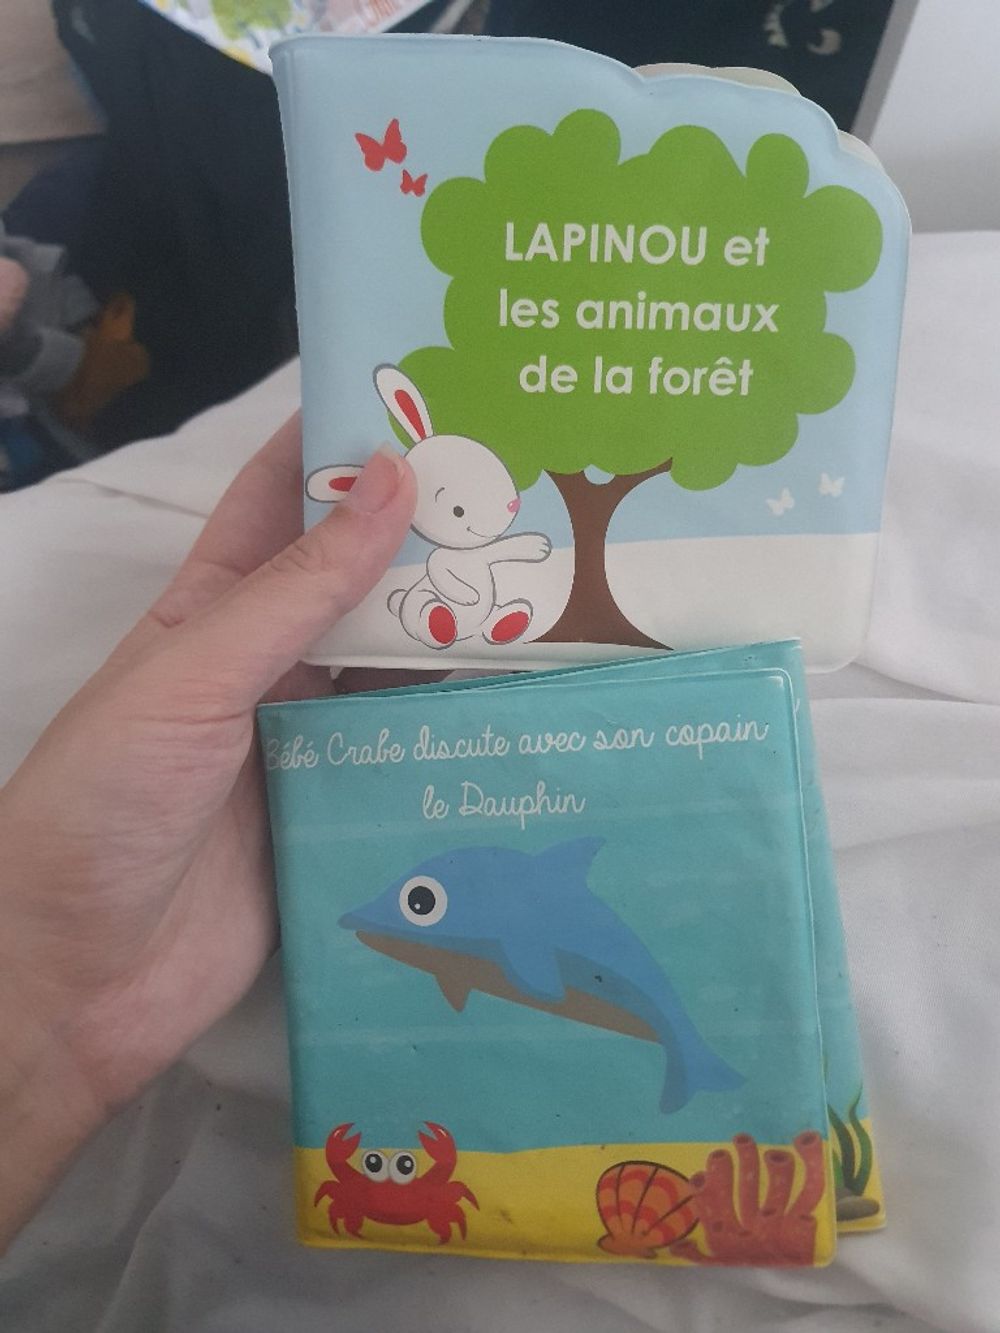 LAPINOU et
les animaux
de la forêt
Bébé Crabe discute avec son copain
le Dauphin